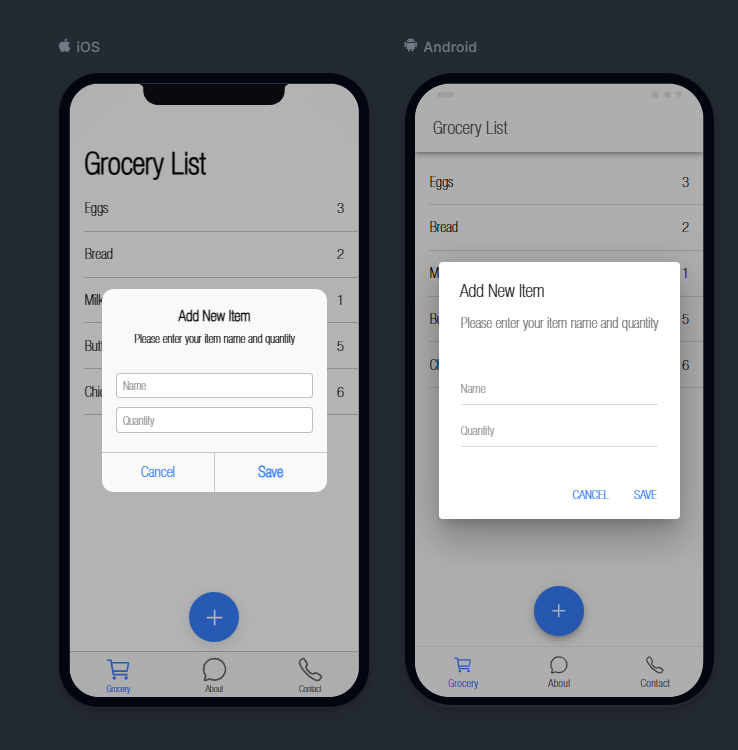 iOS
Grocery List
Eggs 3
Bread 2
Milk 1
5
6
Add New Item
Please enter your item name and quantity
Name
Quantity
Cancel Save
Grocery About Contact
Android
Grocery List
Eggs 3
Bread 2
1
5
6
Add New Item
Please enter your item name and quantity
Name
Quantity
CANCEL SAVE
Grocery About Contact